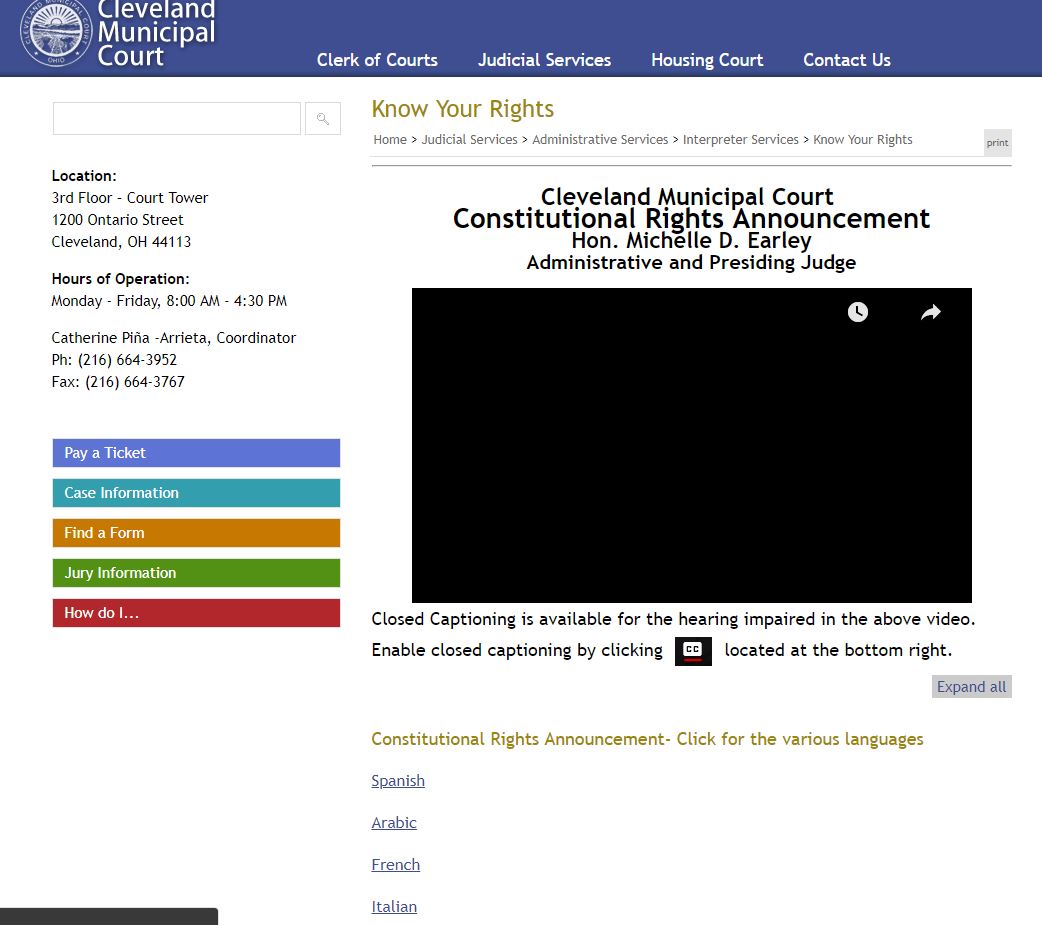 Cleveland
Municipal
Court
CLEVELAND MUNICIPAL COURT
OHIO
Clerk of Courts
Judicial Services
Housing Court
Contact Us
Location:
3rd Floor – Court Tower
1200 Ontario Street
Cleveland, OH 44113
Hours of Operation:
Monday - Friday, 8:00 AM - 4:30 PM
Catherine Piña -Arrieta, Coordinator
Ph: (216) 664-3952
Fax: (216) 664-3767
Pay a Ticket
Case Information
Find a Form
Jury Information
How do I...
Know Your Rights
Home > Judicial Services > Administrative Services > Interpreter Services > Know Your Rights
print
Cleveland Municipal Court
Constitutional Rights Announcement
Hon. Michelle D. Earley
Administrative and Presiding Judge
Closed Captioning is available for the hearing impaired in the above video.
Enable closed captioning by clicking CC located at the bottom right.
Expand all
Constitutional Rights Announcement- Click for the various languages
Spanish
Arabic
French
Italian